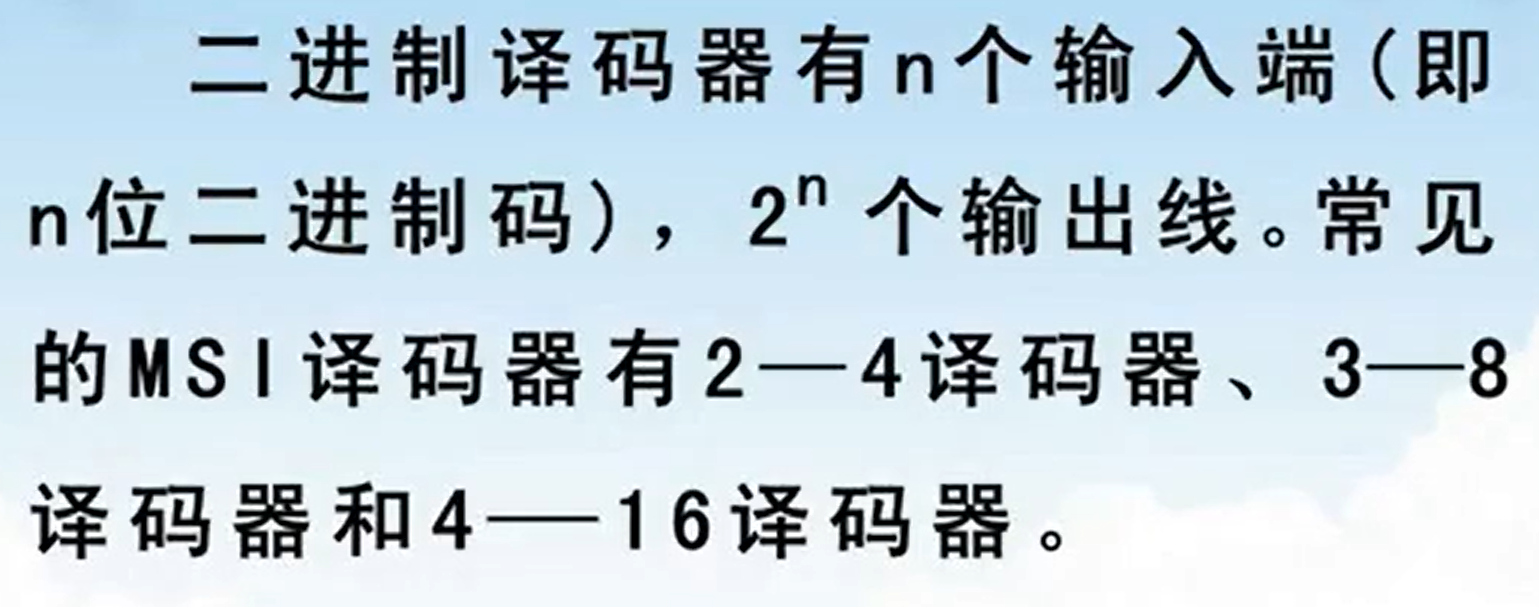 二进制译码器有n个输入端(即
n位二进制码)，2ⁿ个输出线。常见
的MSI译码器有2—4译码器、3—8
译码器和4—16译码器。